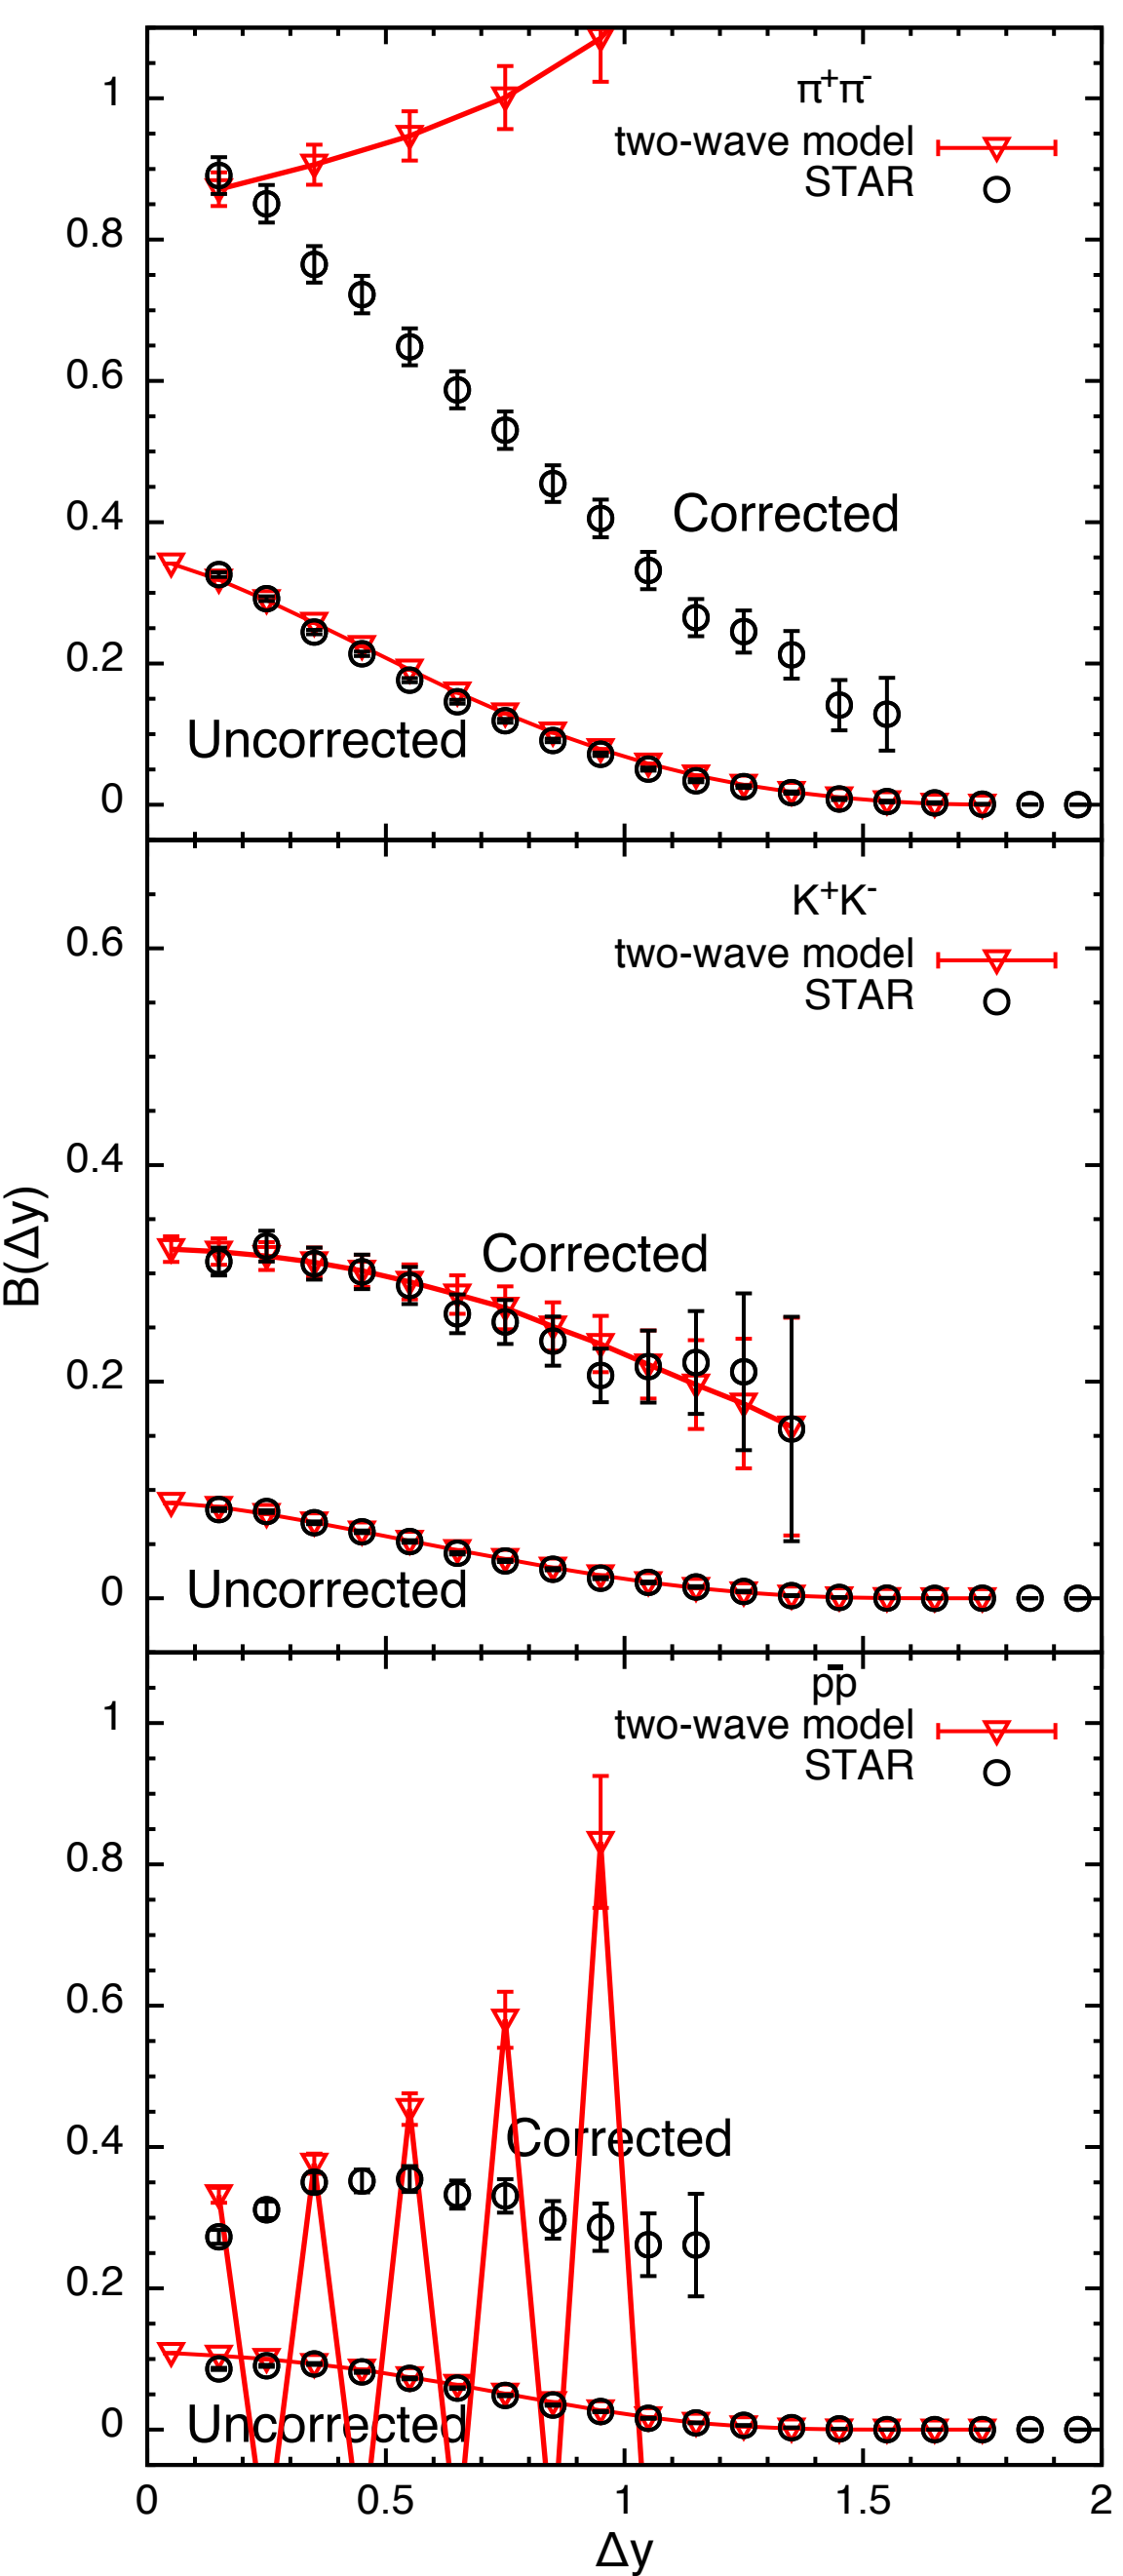 π⁺π⁻
two-wave model
STAR
1
0.8
0.6
0.4
0.2
0
Corrected
Uncorrected
K⁺K⁻
two-wave model
STAR
0.6
0.4
0.2
0
Corrected
Uncorrected
B(Δy)
pp̄
two-wave model
STAR
1
0.8
0.6
0.4
0.2
0
Corrected
Uncorrected
0 0.5 1 1.5 2
Δy